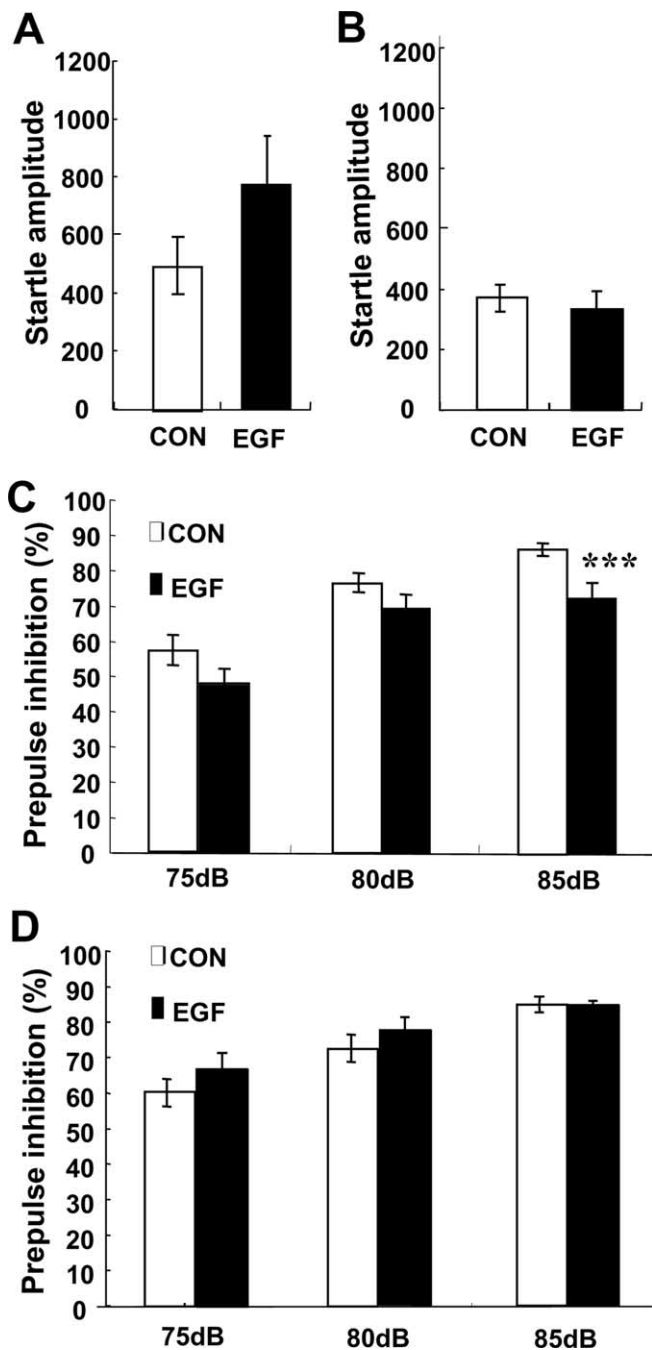 A
Startle amplitude
1200
1000
800
600
400
200
0
CON
EGF
B
Startle amplitude
1200
1000
800
600
400
200
0
CON
EGF
C
Prepulse inhibition (%)
100
90
80
70
60
50
40
30
20
10
0
CON
EGF
***
75dB
80dB
85dB
D
Prepulse inhibition (%)
100
90
80
70
60
50
40
30
20
10
0
CON
EGF
75dB
80dB
85dB